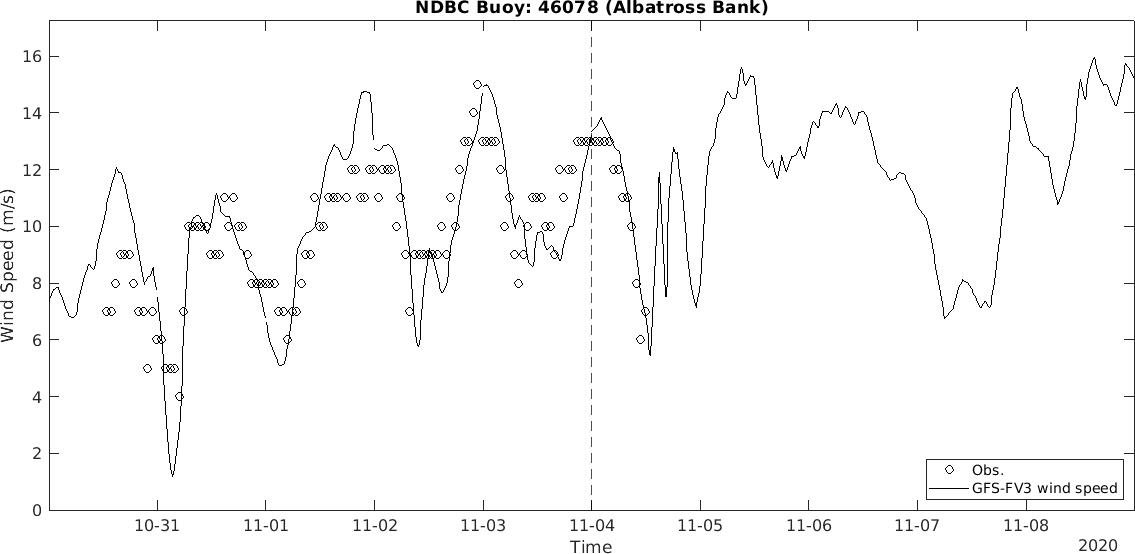 NDBC Buoy: 46078 (Albatross Bank)
Wind Speed (m/s)
16
14
12
10
8
6
4
2
0
Obs.
GFS-FV3 wind speed
10-31 11-01 11-02 11-03 11-04 11-05 11-06 11-07 11-08
Time
2020